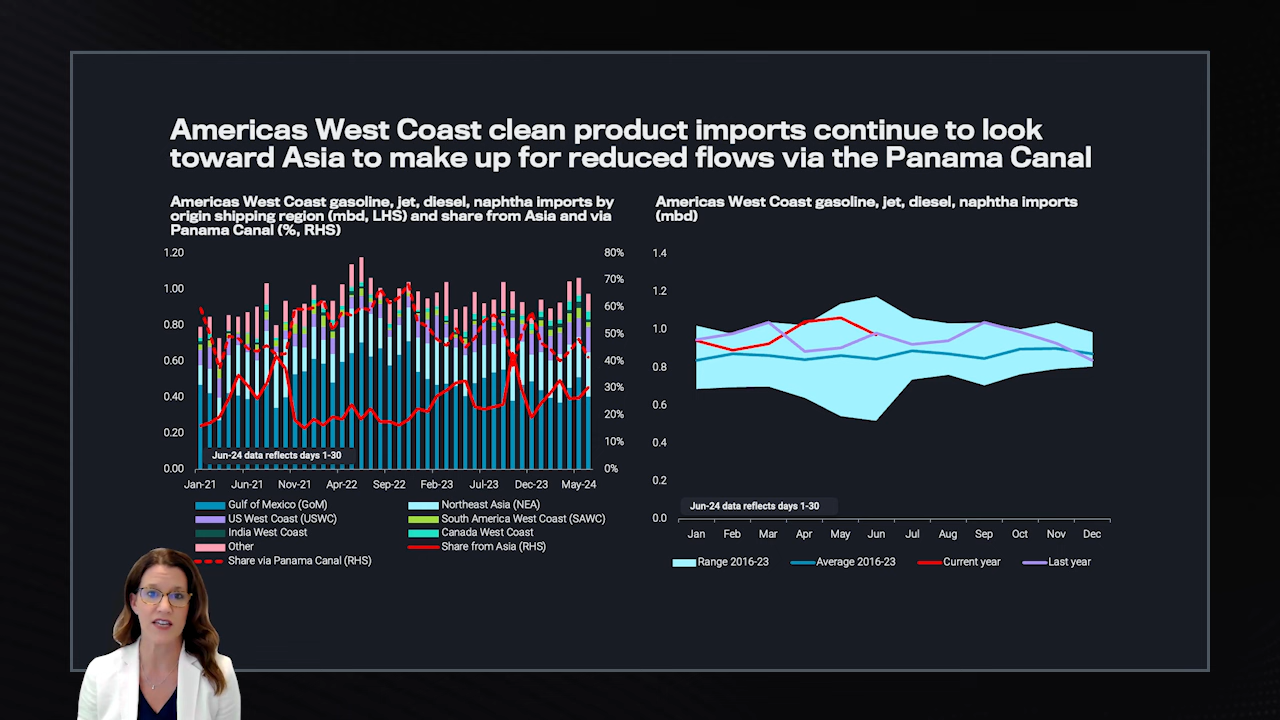 Americas West Coast clean product imports continue to look
toward Asia to make up for reduced flows via the Panama Canal
Americas West Coast gasoline, jet, diesel, naphtha imports by
origin shipping region (mbd, LHS) and share from Asia and via
Panama Canal (%, RHS)
1.20
1.00
0.80
0.60
0.40
0.20
0.00
80%
70%
60%
50%
40%
30%
20%
10%
0%
Jun-24 data reflects days 1-30
Jan-21 Jun-21 Nov-21 Apr-22 Sep-22 Feb-23 Jul-23 Dec-23 May-24
Gulf of Mexico (GoM) Northeast Asia (NEA)
US West Coast (USWC) South America West Coast (SAWC)
India West Coast Canada West Coast
Other Share from Asia (RHS)
Share via Panama Canal (RHS)
Americas West Coast gasoline, jet, diesel, naphtha imports
(mbd)
1.4
1.2
1.0
0.8
0.6
0.4
0.2
0.0
Jun-24 data reflects days 1-30
Jan Feb Mar Apr May Jun Jul Aug Sep Oct Nov Dec
Range 2016-23 Average 2016-23 Current year Last year